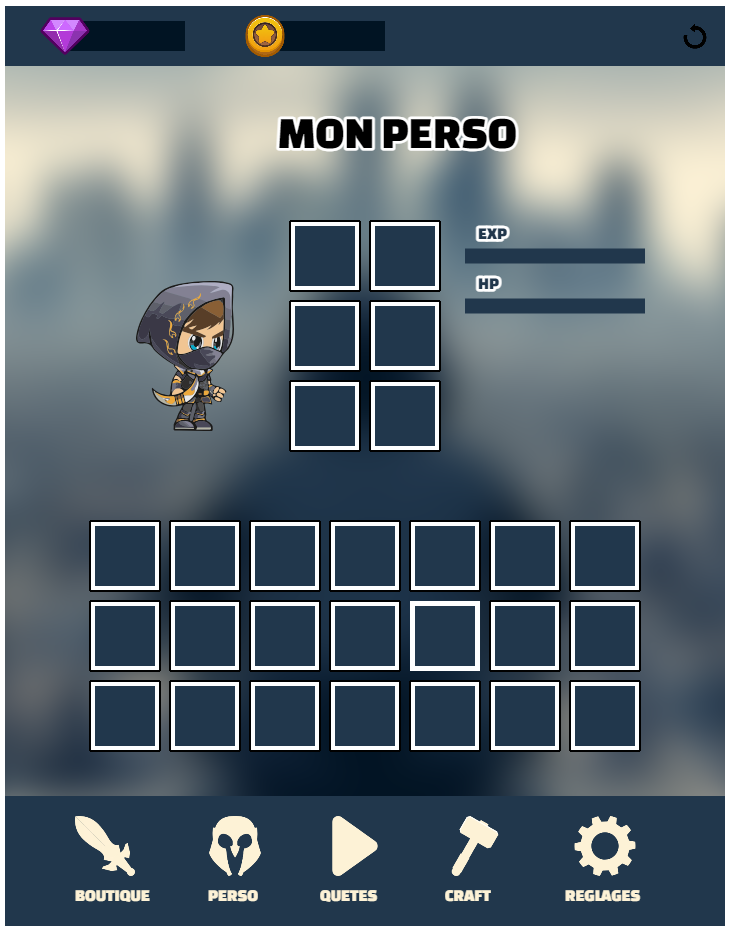 MON PERSO
EXP
HP
BOUTIQUE
PERSO
QUETES
CRAFT
REGLAGES